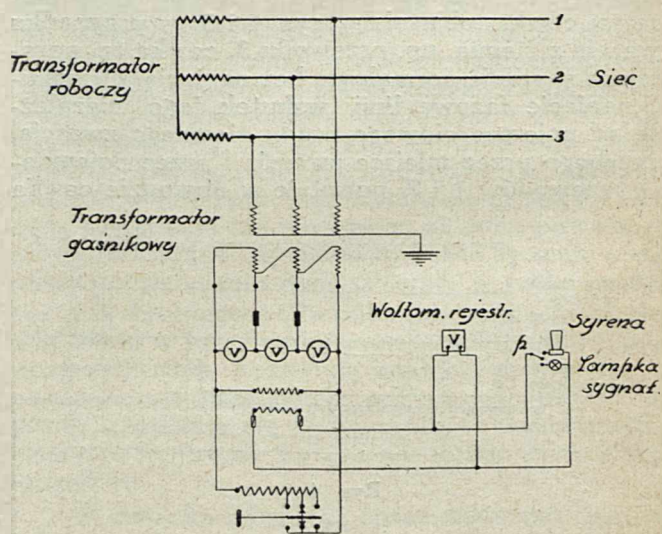 1
Transformator
roboczy
2 Sieć
3
Transformator
gaśnikowy
Woltom. rejestr.
Syrena
V
p
Lampka
sygnał.
V V V